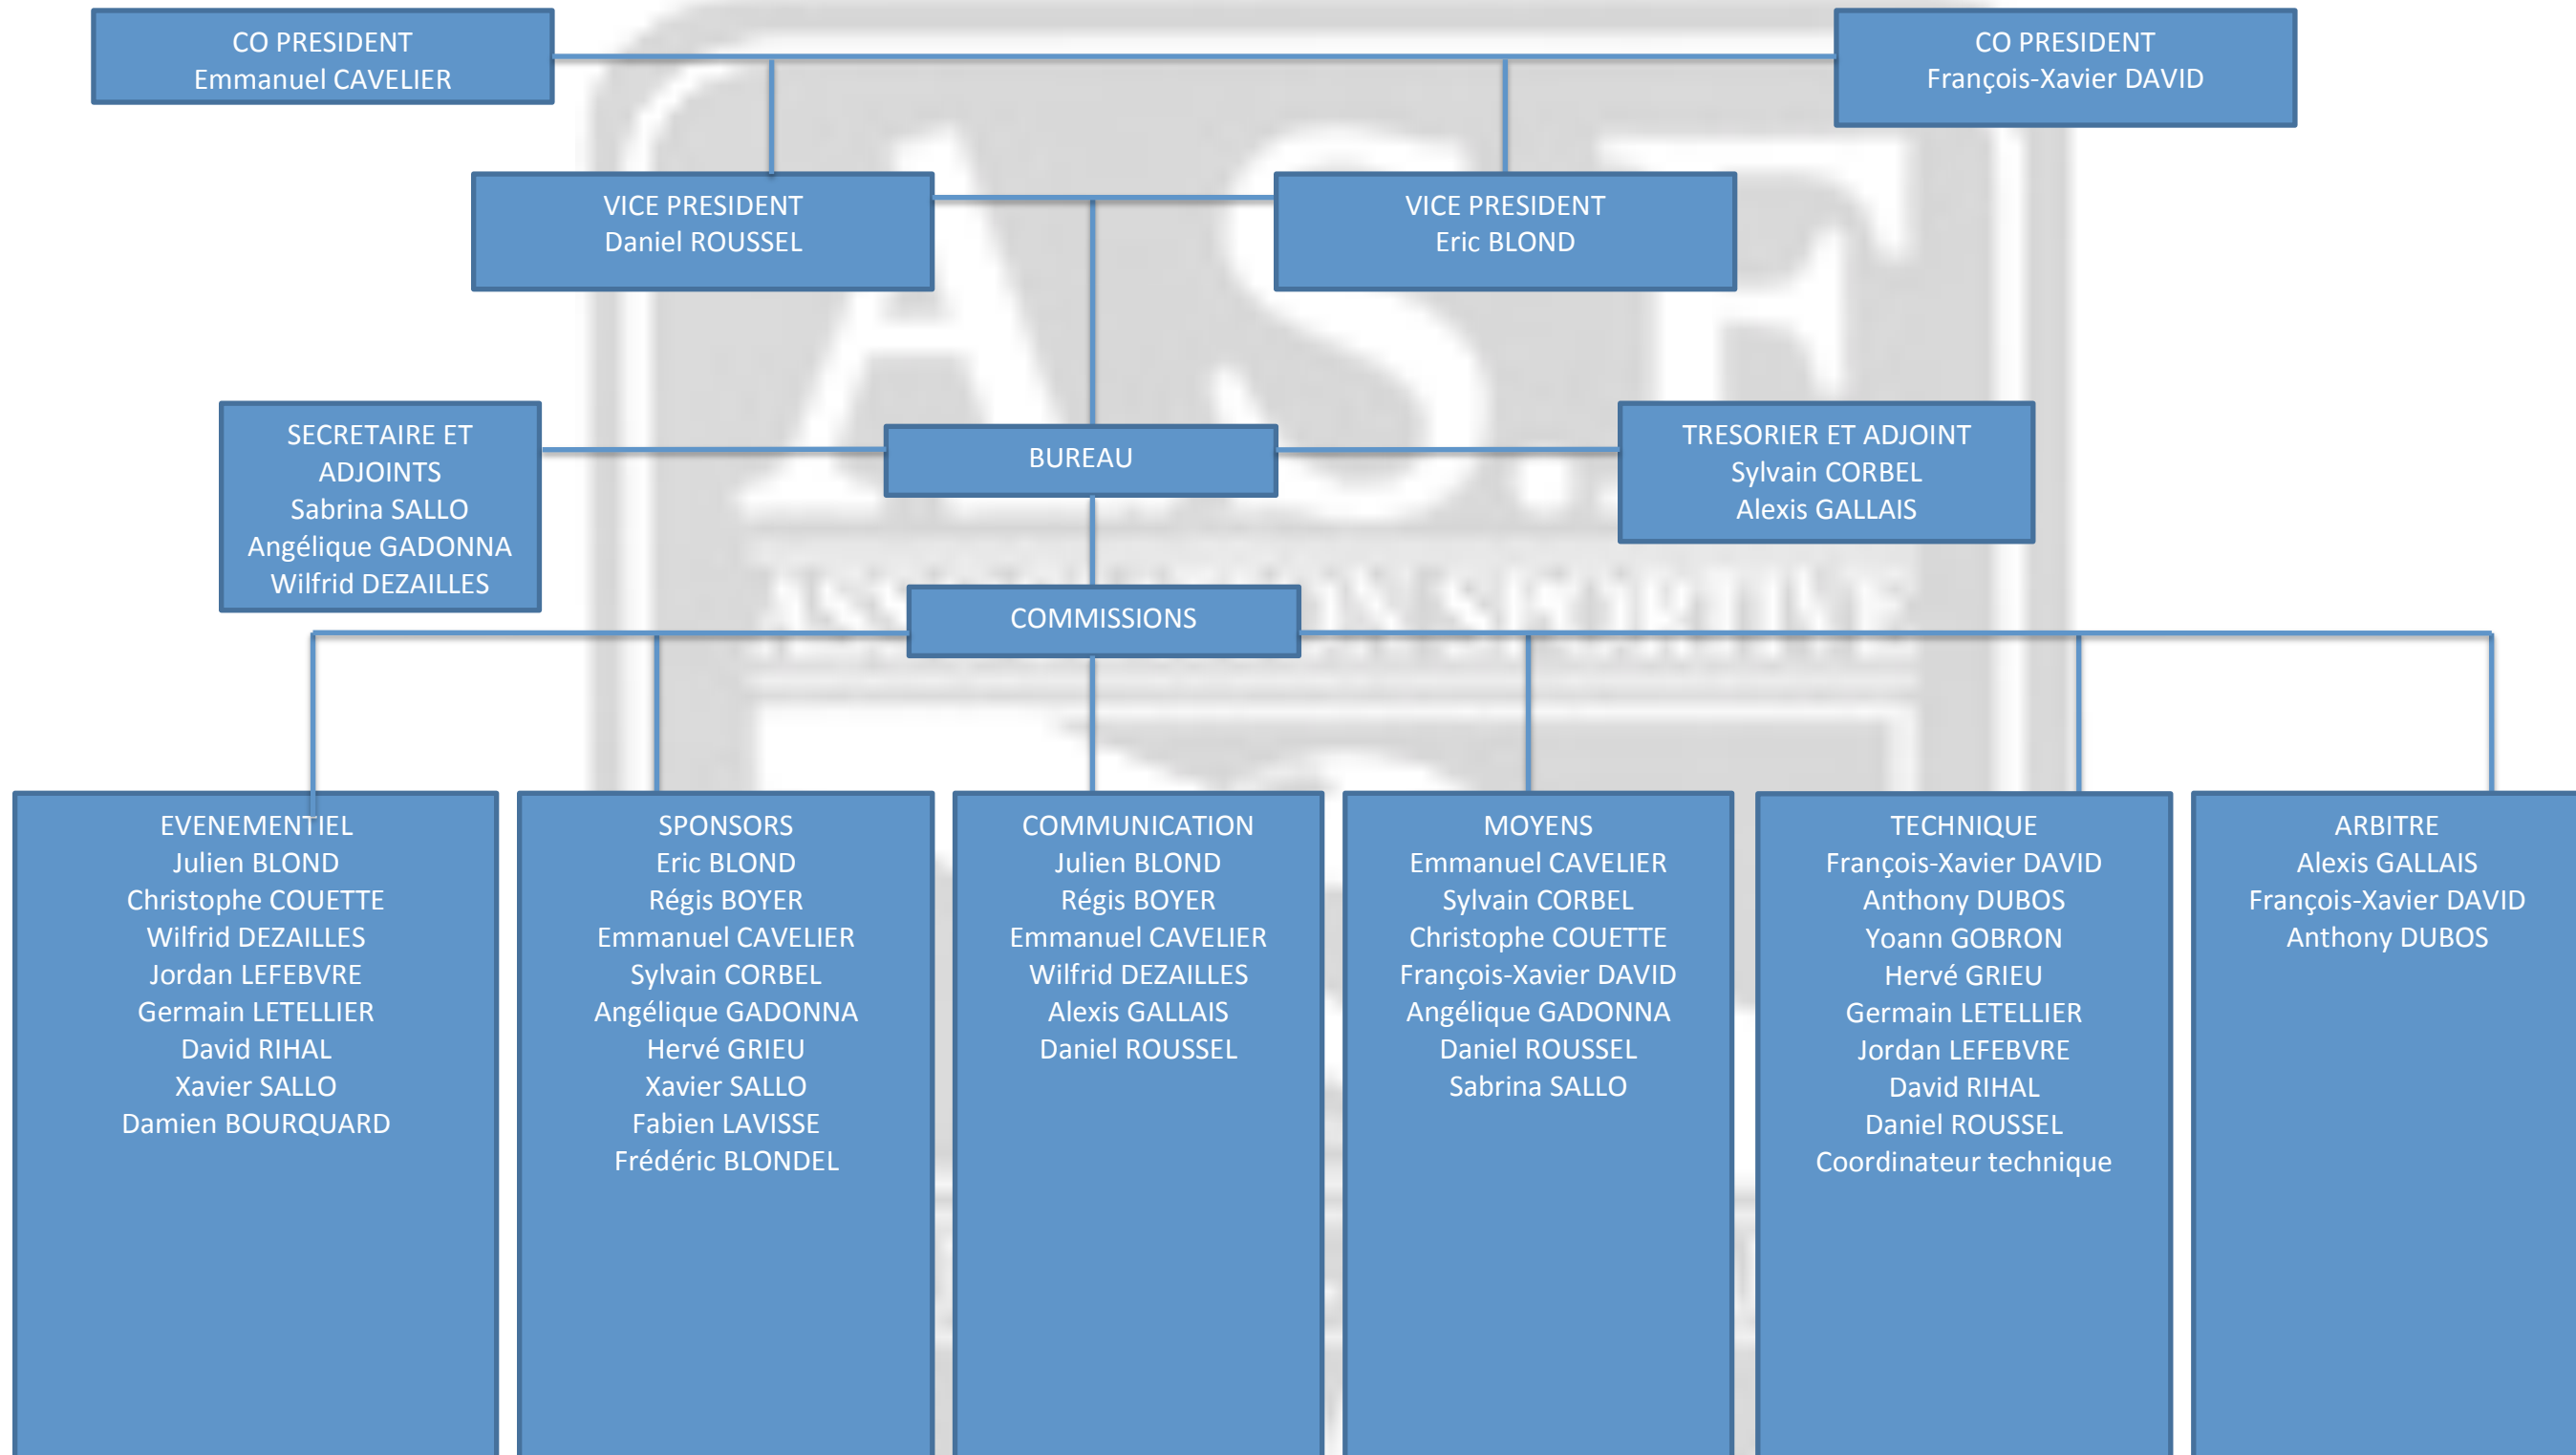 CO PRESIDENT
Emmanuel CAVELIER
CO PRESIDENT
François-Xavier DAVID
VICE PRESIDENT
Daniel ROUSSEL
VICE PRESIDENT
Eric BLOND
A.S.F
SECRETAIRE ET
ADJOINTS
Sabrina SALLO
Angélique GADONNA
Wilfrid DEZAILLES
BUREAU
TRESORIER ET ADJOINT
Sylvain CORBEL
Alexis GALLAIS
SPORTIVE
COMMISSIONS
EVENEMENTIEL
Julien BLOND
Christophe COUETTE
Wilfrid DEZAILLES
Jordan LEFEBVRE
Germain LETELLIER
David RIHAL
Xavier SALLO
Damien BOURQUARD
SPONSORS
Eric BLOND
Régis BOYER
Emmanuel CAVELIER
Sylvain CORBEL
Angélique GADONNA
Hervé GRIEU
Xavier SALLO
Fabien LAVISSE
Frédéric BLONDEL
COMMUNICATION
Julien BLOND
Régis BOYER
Emmanuel CAVELIER
Wilfrid DEZAILLES
Alexis GALLAIS
Daniel ROUSSEL
MOYENS
Emmanuel CAVELIER
Sylvain CORBEL
Christophe COUETTE
François-Xavier DAVID
Angélique GADONNA
Daniel ROUSSEL
Sabrina SALLO
TECHNIQUE
François-Xavier DAVID
Anthony DUBOS
Yoann GOBRON
Hervé GRIEU
Germain LETELLIER
Jordan LEFEBVRE
David RIHAL
Daniel ROUSSEL
Coordinateur technique
ARBITRE
Alexis GALLAIS
François-Xavier DAVID
Anthony DUBOS